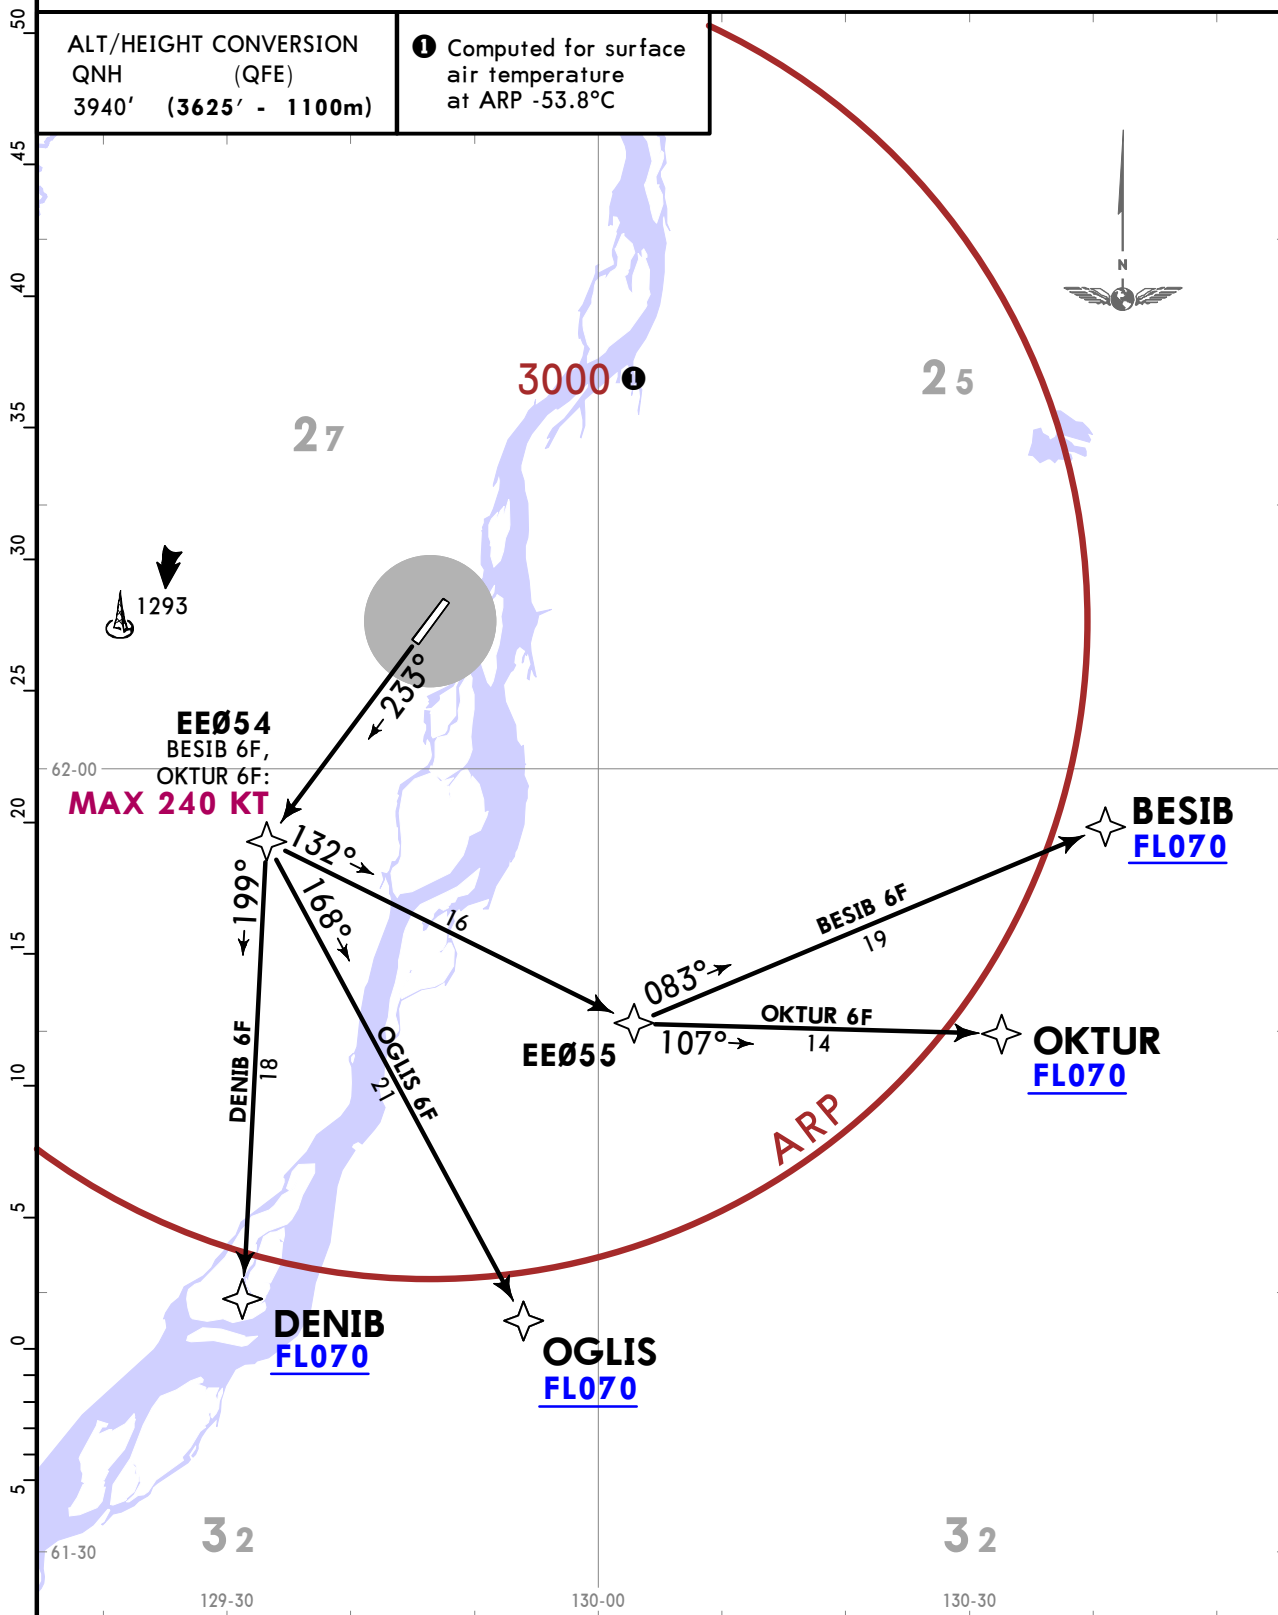 ALT/HEIGHT CONVERSION
QNH (QFE)
3940' (3625' - 1100m)
1 Computed for surface
air temperature
at ARP -53.8°C
50
45
40
35
30
25
20
15
10
5
0
5
N
3000 1
27
25
1293
233°
EEØ54
BESIB 6F,
OKTUR 6F:
MAX 240 KT
62-00
132°
199°
168°
16
BESIB
FL070
BESIB 6F
19
083°
OKTUR 6F
107°
14
EEØ55
OKTUR
FL070
DENIB 6F
18
OGLIS 6F
21
ARP
DENIB
FL070
OGLIS
FL070
32
32
61-30
129-30
130-00
130-30